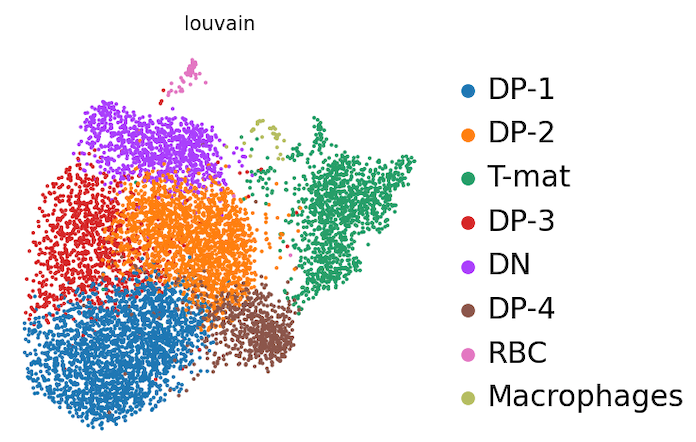 louvain
DP-1
DP-2
T-mat
DP-3
DN
DP-4
RBC
Macrophages